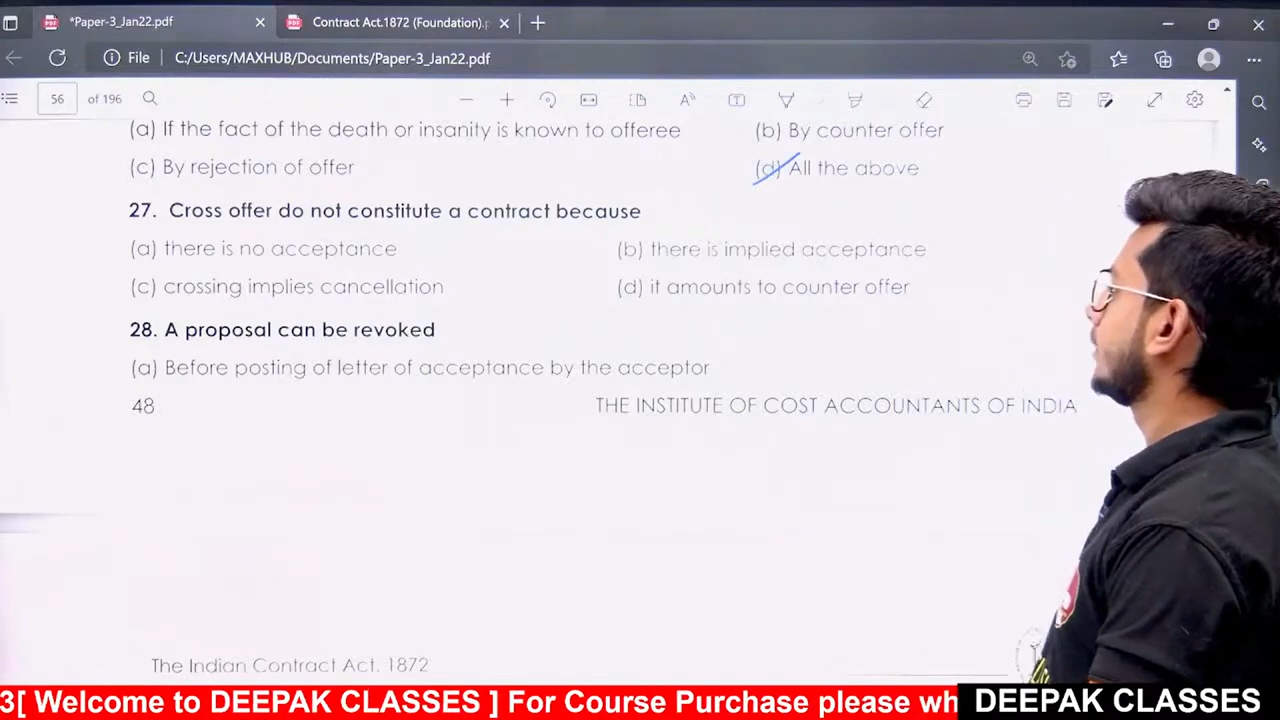 *Paper-3_Jan22.pdf
Contract Act.1872 (Foundation).p
File
C:/Users/MAXHUB/Documents/Paper-3_Jan22.pdf
56 of 196
(a) If the fact of the death or insanity is known to offeree (b) By counter offer
(c) By rejection of offer (d) All the above
27. Cross offer do not constitute a contract because
(a) there is no acceptance (b) there is implied acceptance
(c) crossing implies cancellation (d) it amounts to counter offer
28. A proposal can be revoked
(a) Before posting of letter of acceptance by the acceptor
48 THE INSTITUTE OF COST ACCOUNTANTS OF INDIA
The Indian Contract Act. 1872
3[ Welcome to DEEPAK CLASSES ] For Course Purchase please wh
DEEPAK CLASSES